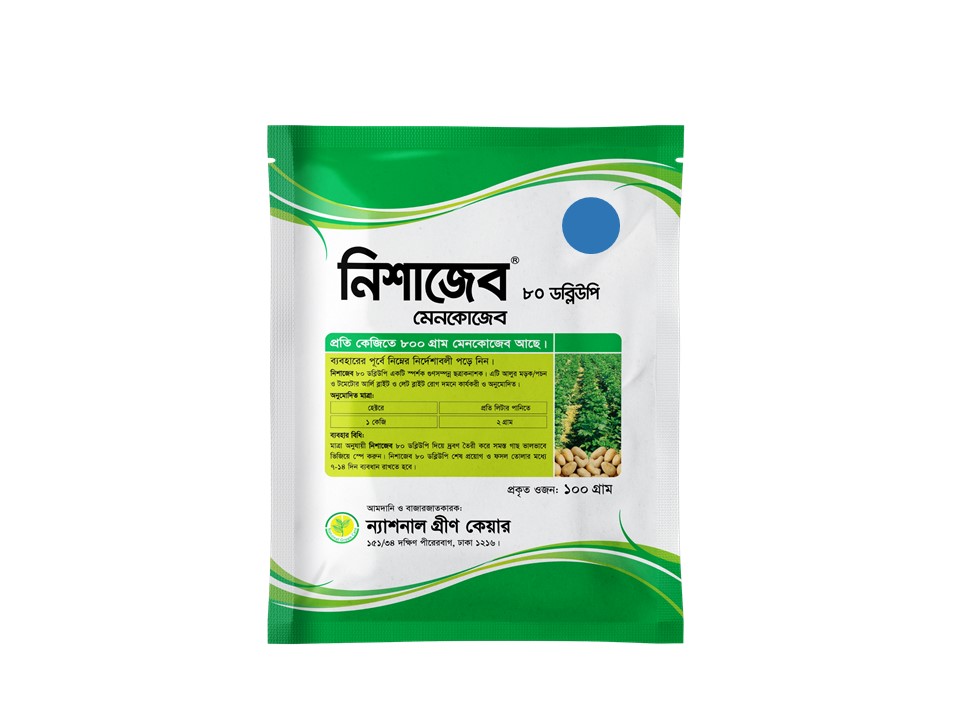 নিশাজেব® ৮০ ডব্লিউপি
মেনকোজেব
প্রতি কেজিতে ৮০০ গ্রাম মেনকোজেব আছে।
ব্যবহারের পূর্বে নিম্নের নির্দেশাবলী পড়ে নিন।
নিশাজেব ৮০ ডব্লিউপি একটি স্পর্শক গুণসম্পন্ন ছত্রাকনাশক। এটি আলুর মড়ক/পচন
ও টমেটোর আর্লি ব্লাইট ও লেট ব্লাইট রোগ দমনে কার্যকরী ও অনুমোদিত।
অনুমোদিত মাত্রা:
হেক্টরে প্রতি লিটার পানিতে
১ কেজি ২ গ্রাম
ব্যবহার বিধি:
মাত্রা অনুযায়ী নিশাজেব ৮০ ডব্লিউপি দিয়ে দ্রবণ তৈরী করে সমস্ত গাছ ভালভাবে
ভিজিয়ে স্পে করুন। নিশাজেব ৮০ ডব্লিউপি শেষ প্রয়োগ ও ফসল তোলার মধ্যে
৭-১৪ দিন ব্যবধান রাখতে হবে।
প্রকৃত ওজন: ১০০ গ্রাম
আমদানি ও বাজারজাতকারক:
ন্যাশনাল গ্রীণ কেয়ার
১৫১/৩৪ দক্ষিণ পীরেরবাগ, ঢাকা ১২১৬।